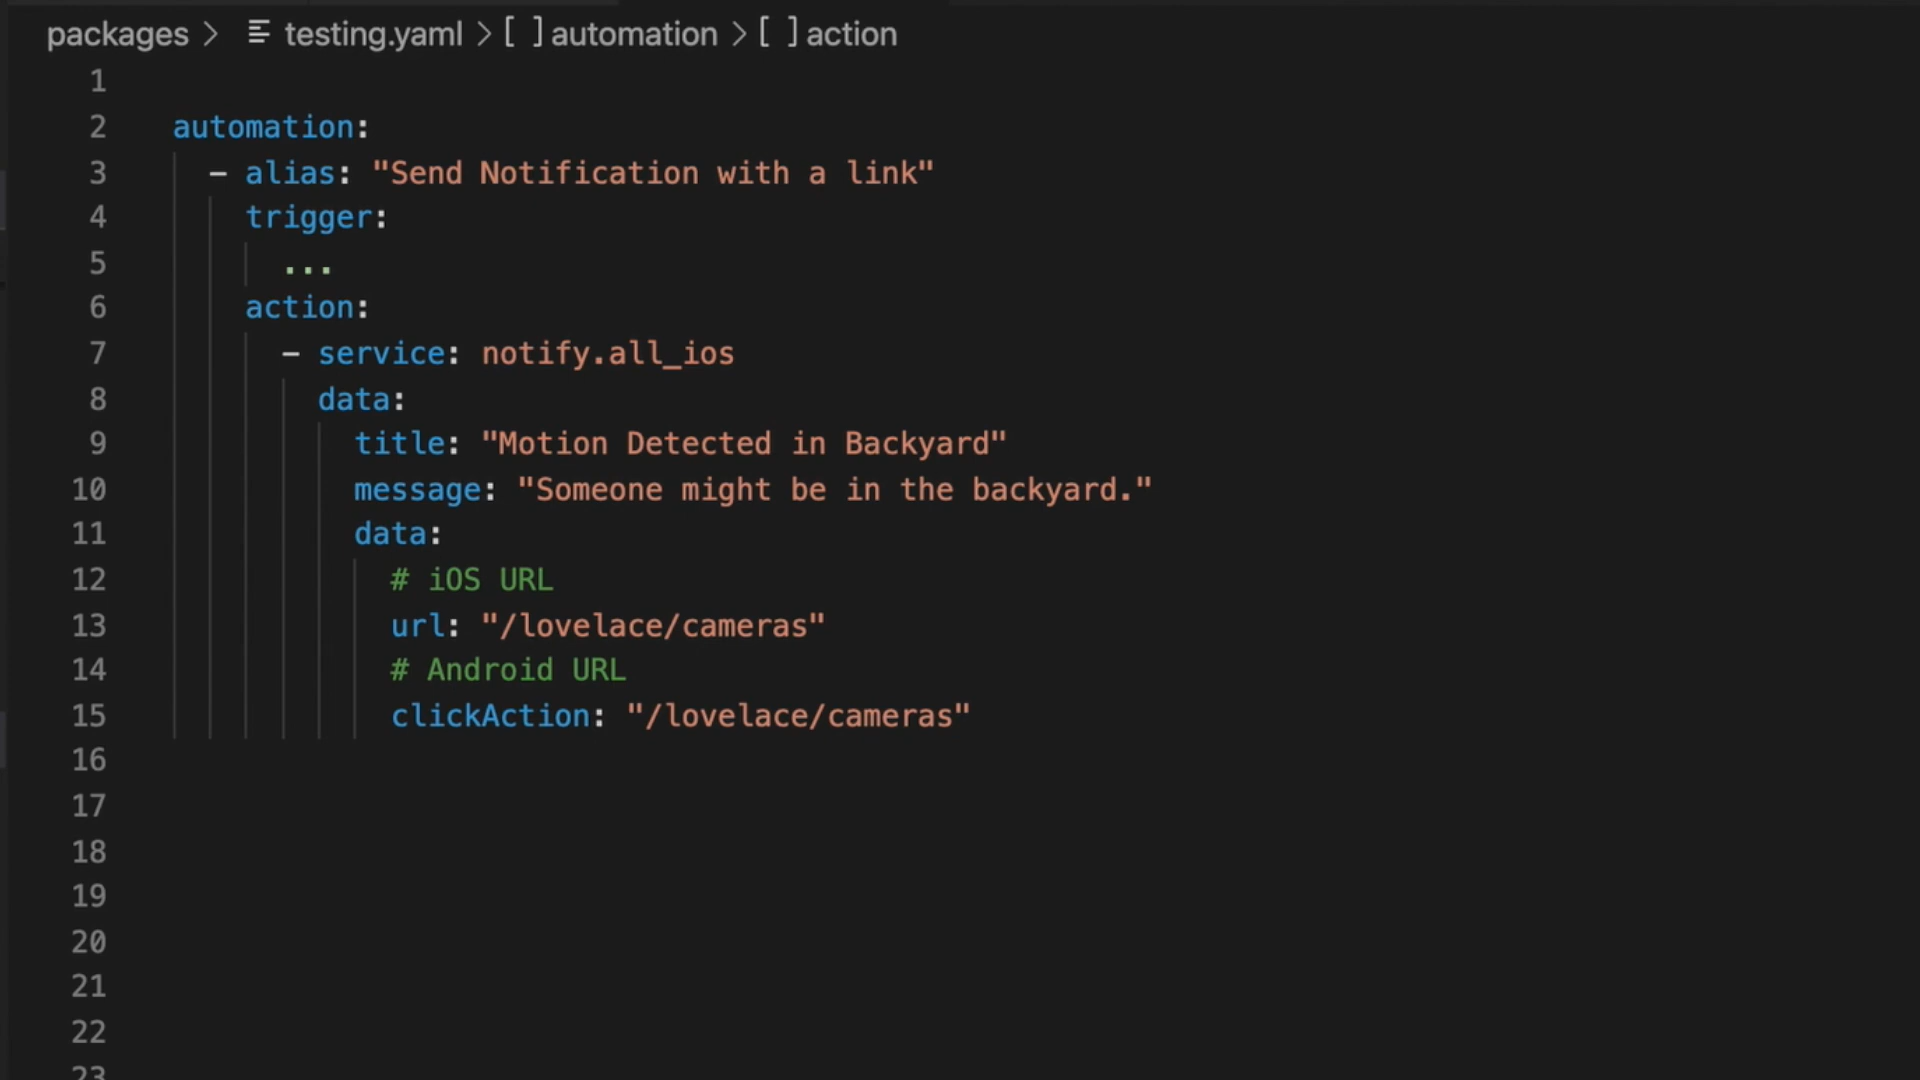 packages > testing.yaml > [ ] automation > [ ] action
1
2 automation:
3 - alias: "Send Notification with a link"
4 trigger:
5 ...
6 action:
7 - service: notify.all_ios
8 data:
9 title: "Motion Detected in Backyard"
10 message: "Someone might be in the backyard."
11 data:
12 # iOS URL
13 url: "/lovelace/cameras"
14 # Android URL
15 clickAction: "/lovelace/cameras"
16
17
18
19
20
21
22
23